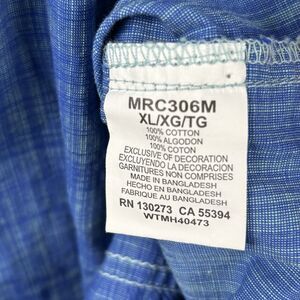 MRC306M
XL/XG/TG
100% COTTON
100% ALGODON
100% COTON
EXCLUSIVE OF DECORATION
EXCLUYENDO LA DECORACION
GARNITURES NON COMPRISES
MADE IN BANGLADESH
HECHO EN BANGLADESH
FABRIQUE AU BANGLADESH
RN 130273 CA 55394
WTMH40473